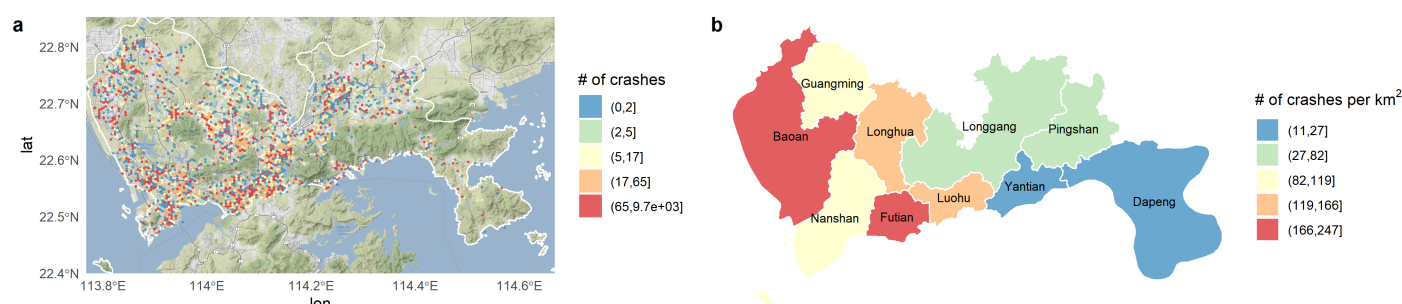 a
22.8°N
22.7°N
22.6°N
22.5°N
22.4°N
lat
113.8°E
114°E
114.2°E
114.4°E
114.6°E
lon
# of crashes
(0,2]
(2,5]
(5,17]
(17,65]
(65,9.7e+03]
b
Guangming
Baoan
Longhua
Longgang
Pingshan
Nanshan
Futian
Luohu
Yantian
Dapeng
# of crashes per km²
(11,27]
(27,82]
(82,119]
(119,166]
(166,247]